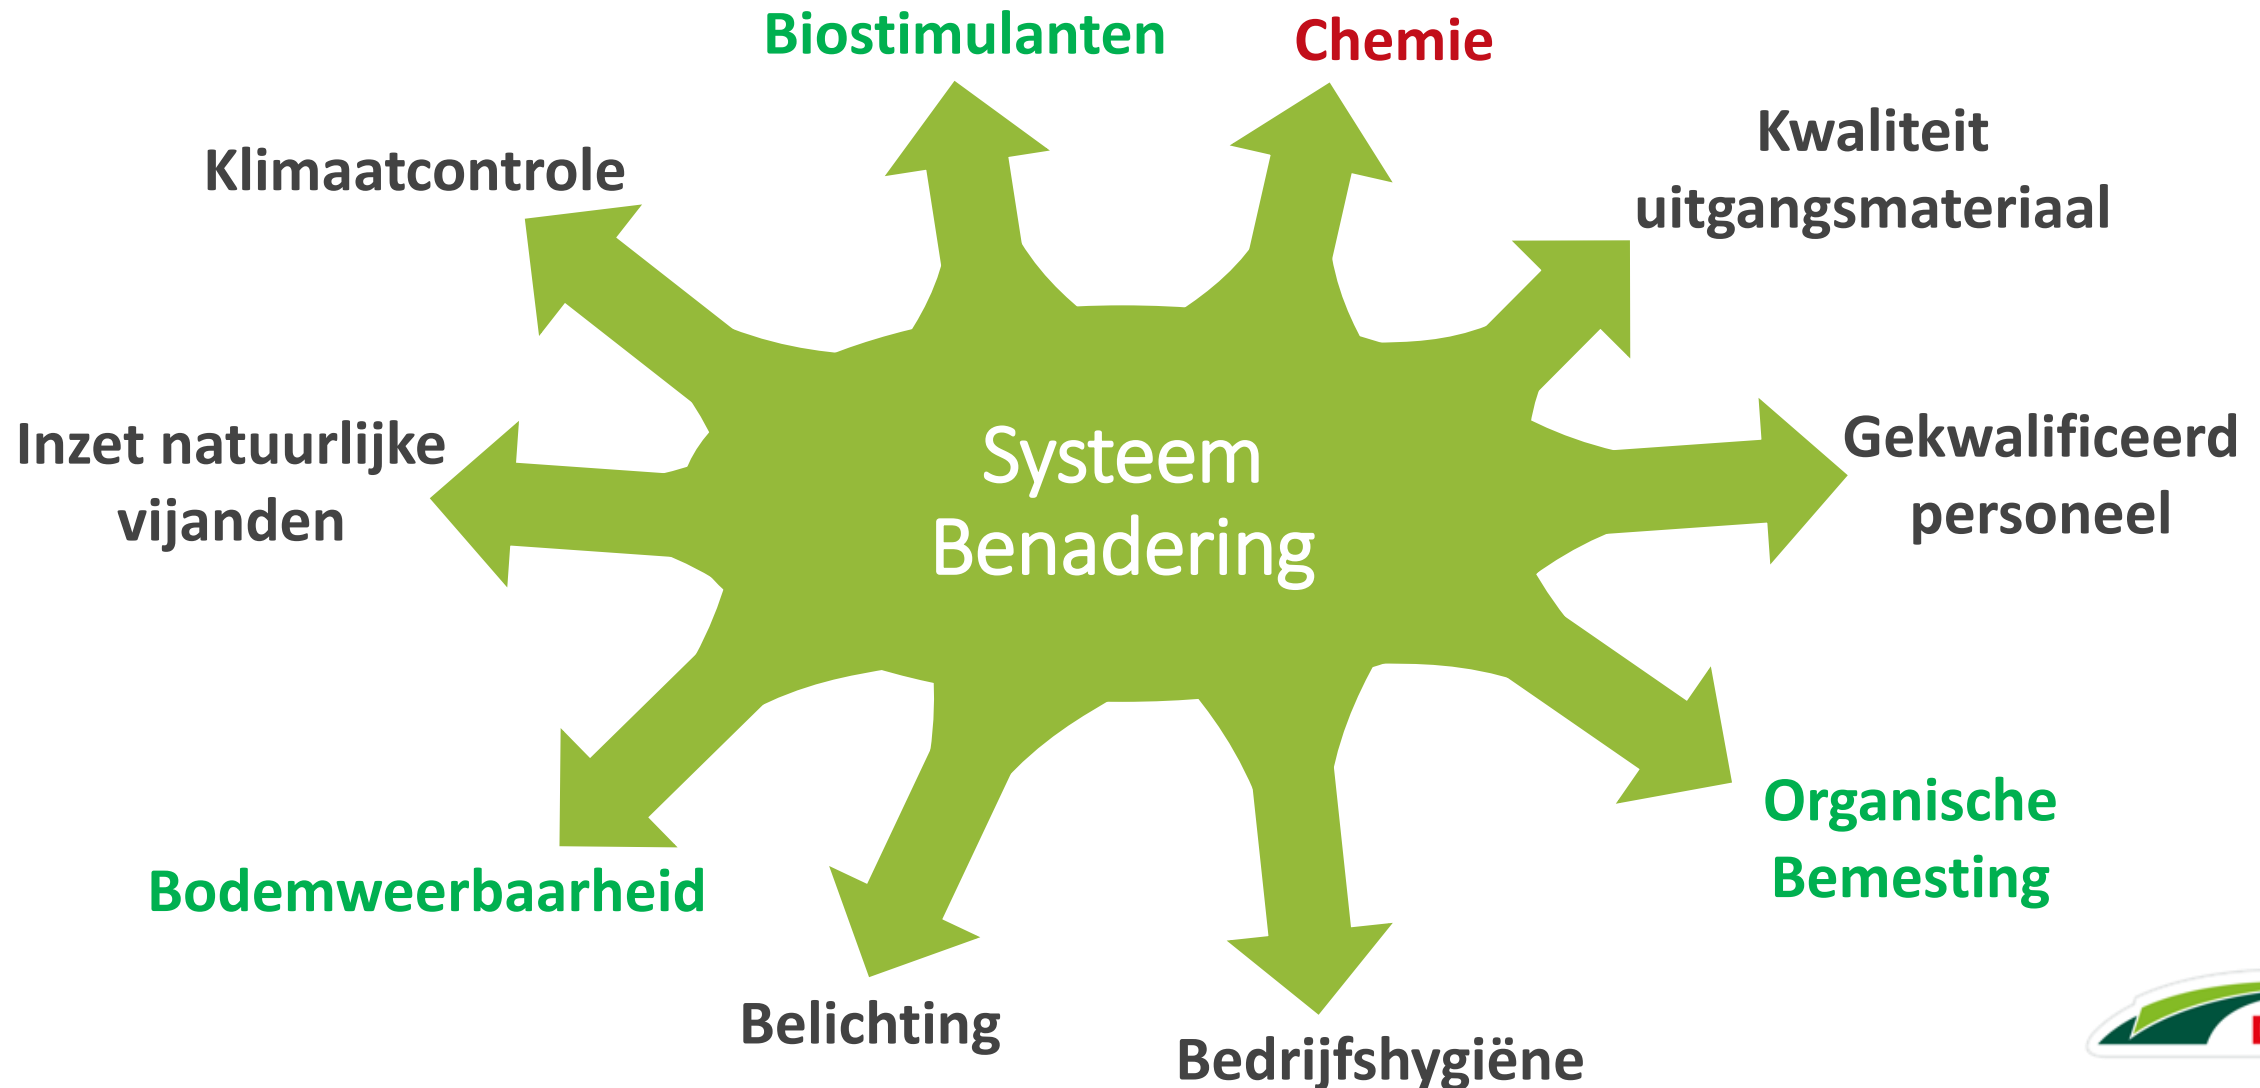 Biostimulanten
Chemie
Kwaliteit
uitgangsmateriaal
Klimaatcontrole
Inzet natuurlijke
vijanden
Systeem
Benadering
Gekwalificeerd
personeel
Organische
Bemesting
Bodemweerbaarheid
Belichting
Bedrijfshygiëne